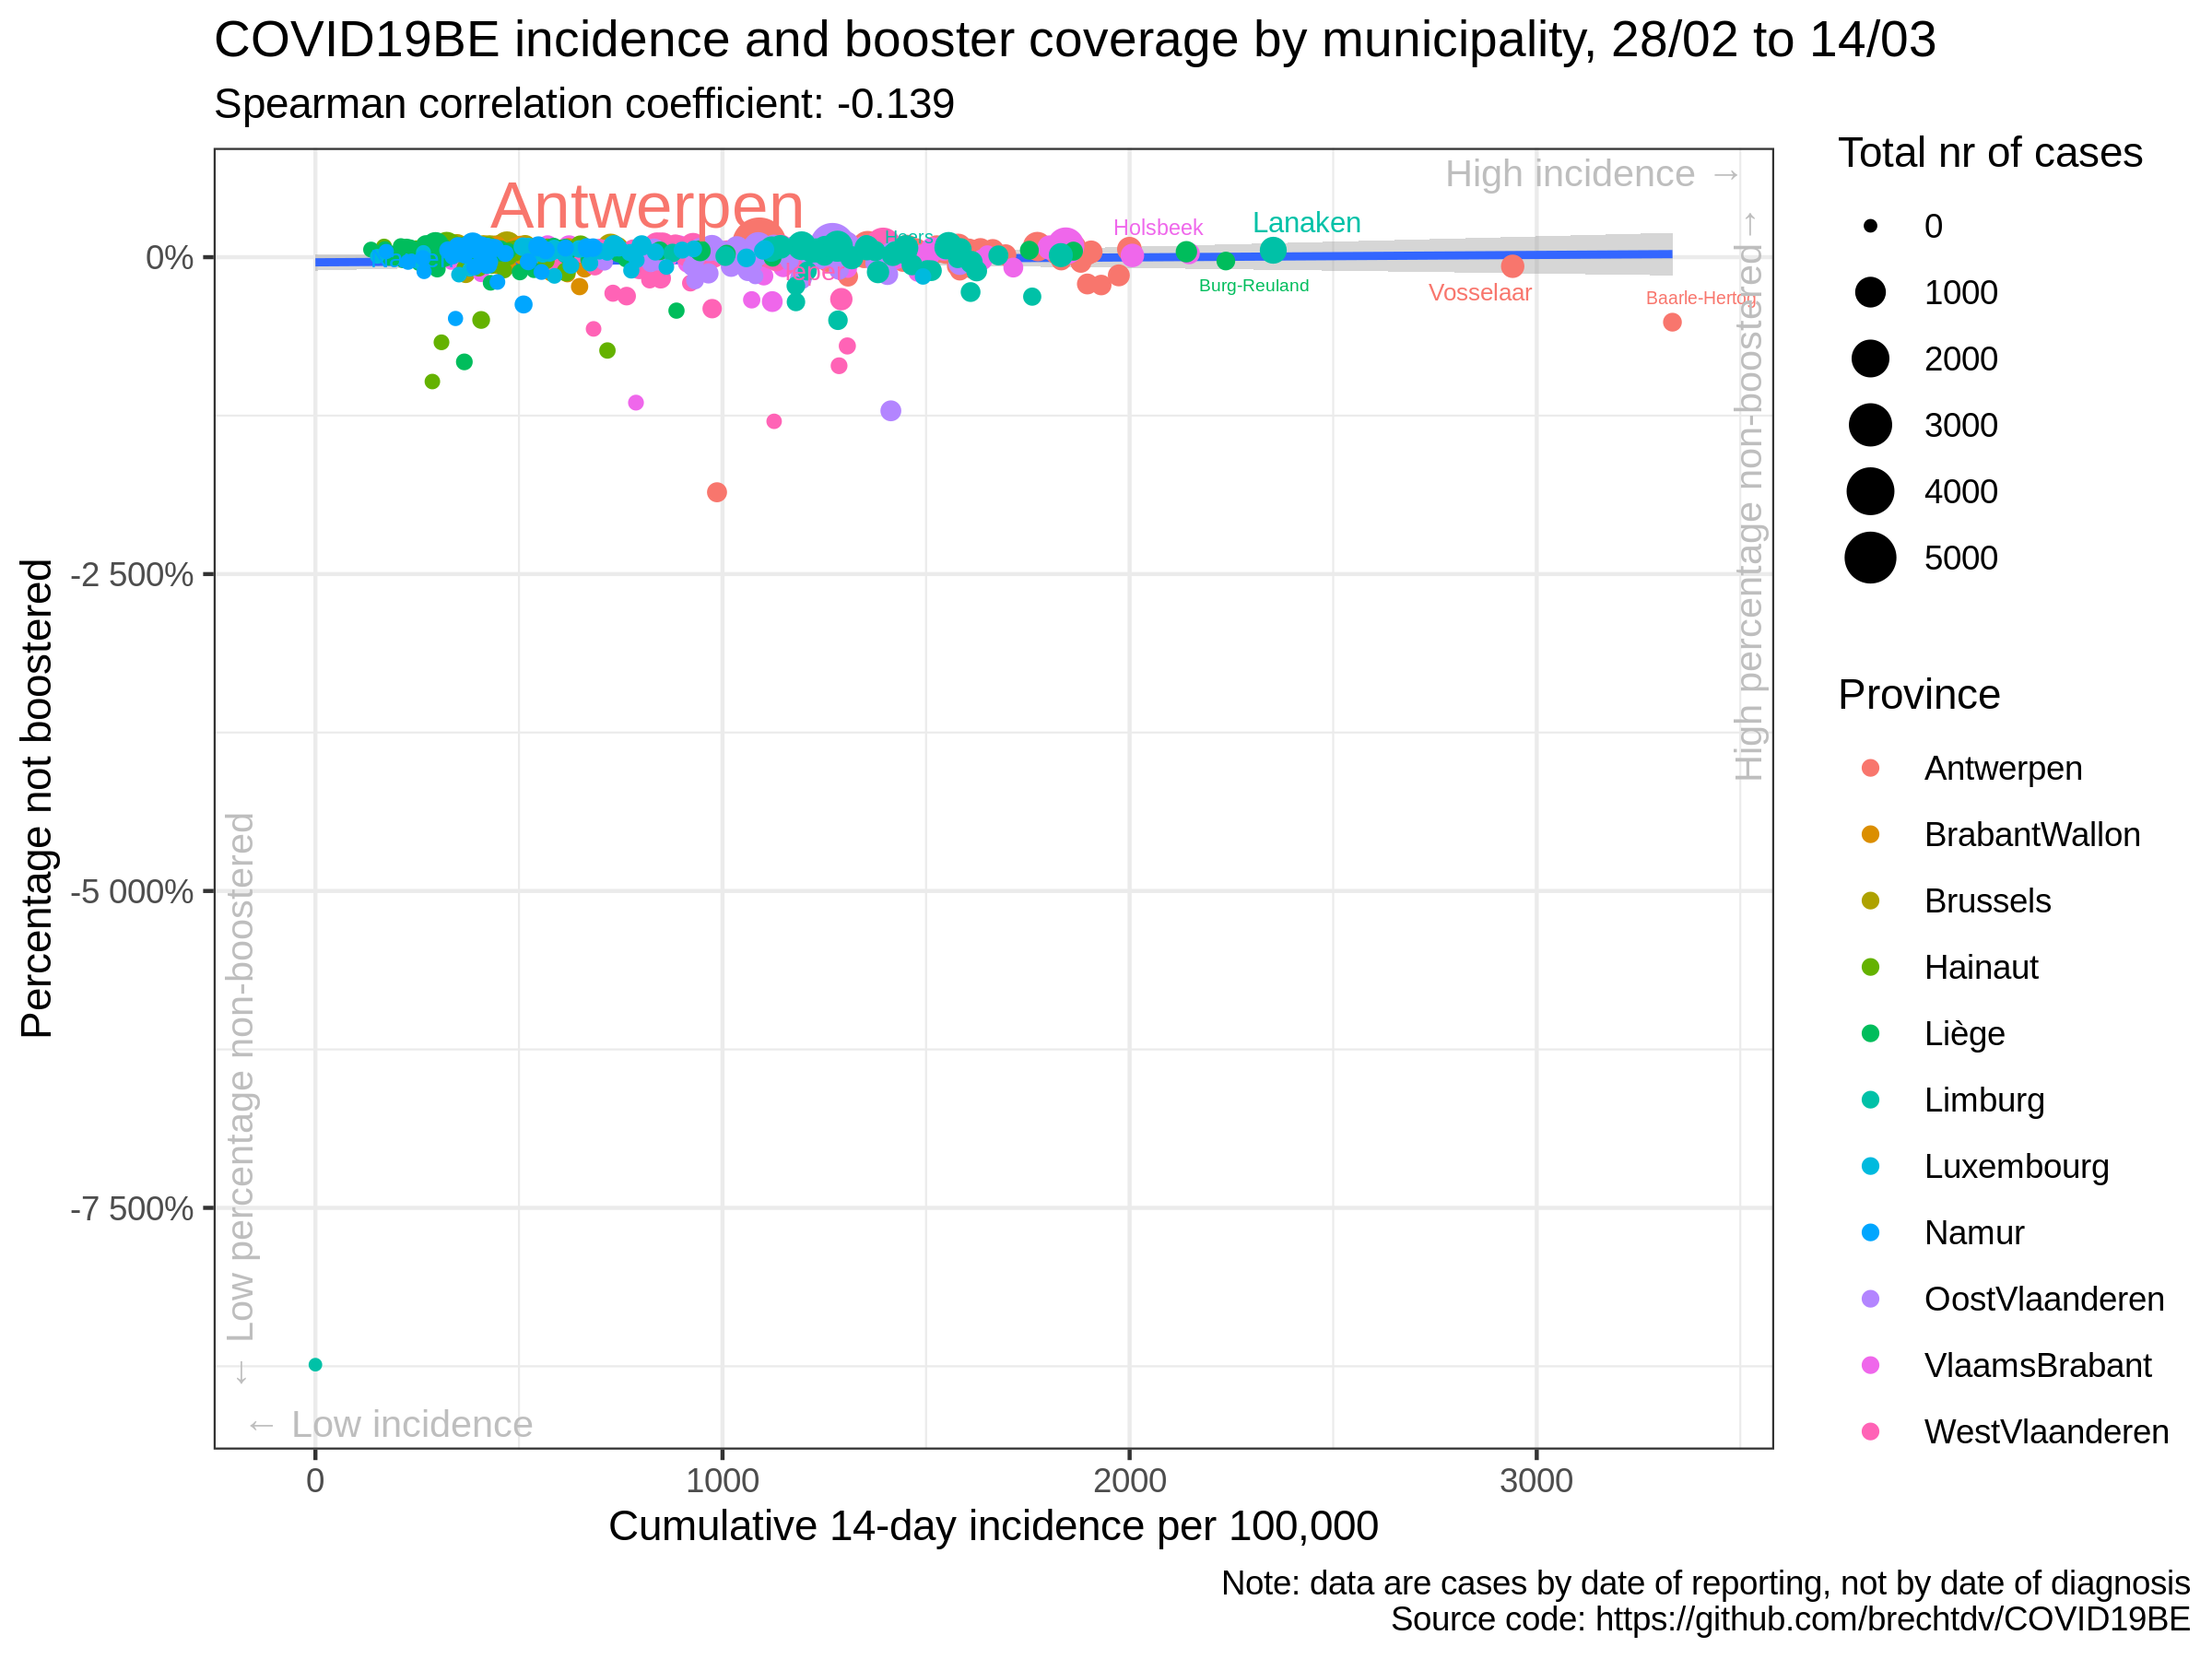 COVID19BE incidence and booster coverage by municipality, 28/02 to 14/03
Spearman correlation coefficient: -0.139
Percentage not boostered
0%
-2 500%
-5 000%
-7 500%
High incidence →
High percentage non-boostered →
← Low percentage non-boostered
← Low incidence
Antwerpen
Holsbeek
Lanaken
Burg-Reuland
Vosselaar
Baarle-Hertog
0
1000
2000
3000
Cumulative 14-day incidence per 100,000
Total nr of cases
0
1000
2000
3000
4000
5000
Province
Antwerpen
BrabantWallon
Brussels
Hainaut
Liège
Limburg
Luxembourg
Namur
OostVlaanderen
VlaamsBrabant
WestVlaanderen
Note: data are cases by date of reporting, not by date of diagnosis
Source code: https://github.com/brechtdv/COVID19BE